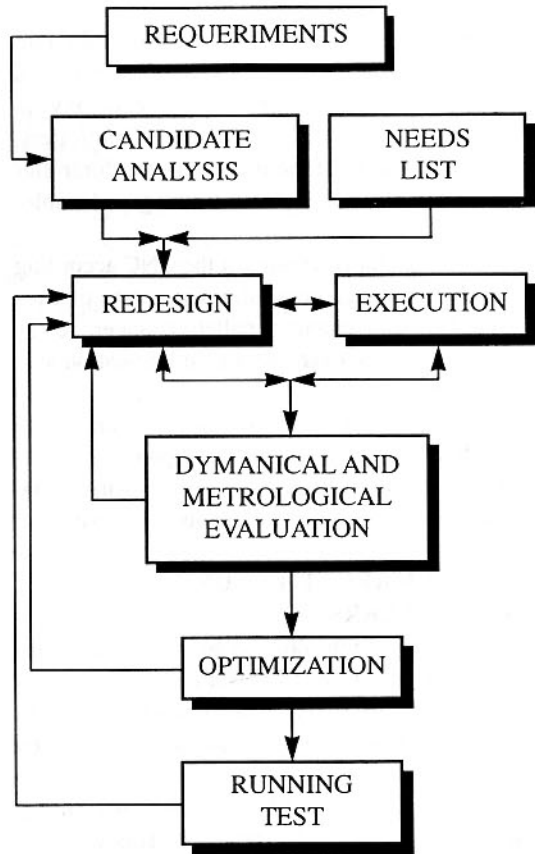 REQUERIMENTS
CANDIDATE
ANALYSIS
NEEDS
LIST
REDESIGN
EXECUTION
DYMANICAL AND
METROLOGICAL
EVALUATION
OPTIMIZATION
RUNNING
TEST